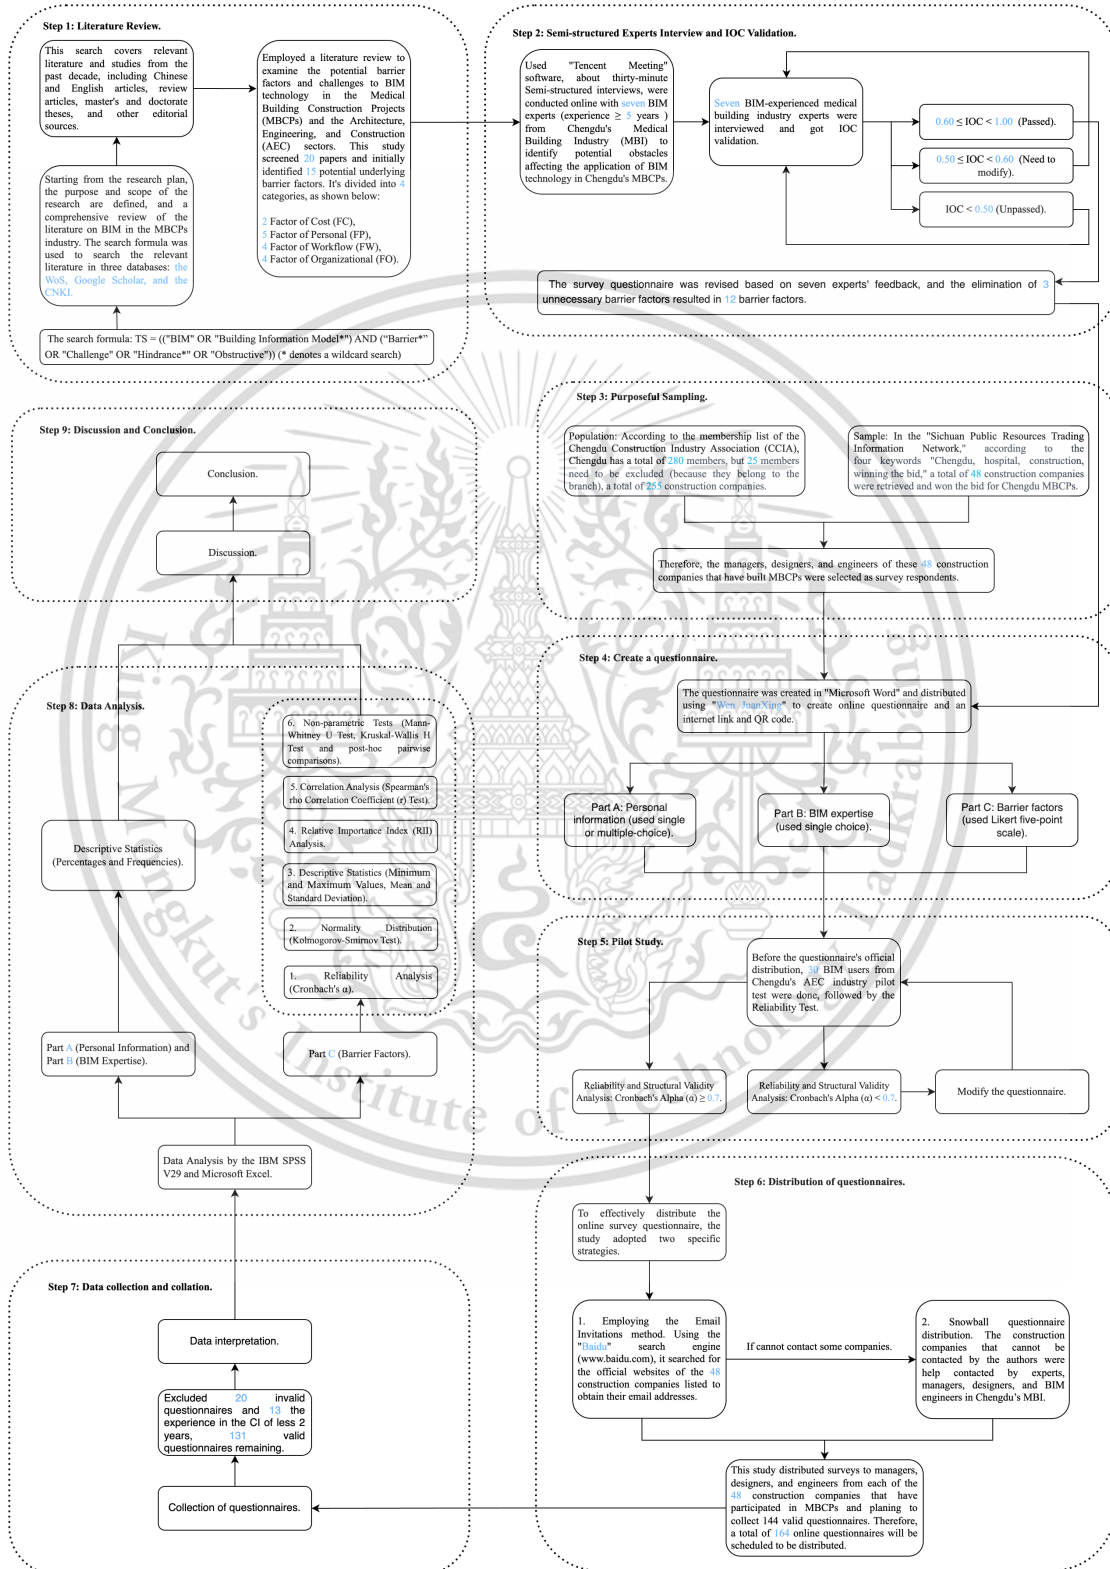 Step 1: Literature Review.
This search covers relevant
literature and studies from the
past decade, including Chinese
and English articles, review
articles, master's and doctorate
theses, and other editorial
sources.
Starting from the research plan,
the purpose and scope of the
research are defined, and a
comprehensive review of the
literature on BIM in the MBCPs
industry. The search formula was
used to search the relevant
literature in three databases: the
WoS, Google Scholar, and the
CNKI.
The search formula: TS = (("BIM" OR "Building Information Model*") AND ("Barrier*"
OR "Challenge" OR "Hindrance*" OR "Obstructive")) (* denotes a wildcard search)
Employed a literature review to
examine the potential barrier
factors and challenges to BIM
technology in the Medical
Building Construction Projects
(MBCPs) and the Architecture,
Engineering, and Construction
(AEC) sectors. This study
screened 20 papers and initially
identified 15 potential underlying
barrier factors. It's divided into 4
categories, as shown below:
2 Factor of Cost (FC),
5 Factor of Personal (FP),
4 Factor of Workflow (FW),
4 Factor of Organizational (FO).
Step 2: Semi-structured Experts Interview and IOC Validation.
Used "Tencent Meeting"
software, about thirty-minute
Semi-structured interviews, were
conducted online with seven BIM
experts (experience ≥ 5 years )
from Chengdu's Medical
Building Industry (MBI) to
identify potential obstacles
affecting the application of BIM
technology in Chengdu's MBCPs.
Seven BIM-experienced medical
building industry experts were
interviewed and got IOC
validation.
0.60 ≤ IOC < 1.00 (Passed).
0.50 ≤ IOC < 0.60 (Need to
modify).
IOC < 0.50 (Unpassed).
The survey questionnaire was revised based on seven experts' feedback, and the elimination of 3
unnecessary barrier factors resulted in 12 barrier factors.
Step 3: Purposeful Sampling.
Population: According to the membership list of the
Chengdu Construction Industry Association (CCIA),
Chengdu has a total of 280 members, but 25 members
need to be excluded (because they belong to the
branch), a total of 255 construction companies.
Sample: In the "Sichuan Public Resources Trading
Information Network," according to the
four keywords "Chengdu, hospital, construction,
winning the bid," a total of 48 construction companies
were retrieved and won the bid for Chengdu MBCPs.
Therefore, the managers, designers, and engineers of these 48 construction
companies that have built MBCPs were selected as survey respondents.
Step 4: Create a questionnaire.
The questionnaire was created in "Microsoft Word" and distributed
using "Wen JuanXing" to create online questionnaire and an
internet link and QR code.
Part A: Personal
information (used single
or multiple-choice).
Part B: BIM expertise
(used single choice).
Part C: Barrier factors
(used Likert five-point
scale).
Step 5: Pilot Study.
Before the questionnaire's official
distribution, 30 BIM users from
Chengdu's AEC industry pilot
test were done, followed by the
Reliability Test.
Reliability and Structural Validity
Analysis: Cronbach's Alpha (α) ≥ 0.7.
Reliability and Structural Validity
Analysis: Cronbach's Alpha (α) < 0.7.
Modify the questionnaire.
Step 6: Distribution of questionnaires.
To effectively distribute the
online survey questionnaire, the
study adopted two specific
strategies.
1. Employing the Email
Invitations method. Using the
"Baidu" search engine
(www.baidu.com), it searched for
the official websites of the 48
construction companies listed to
obtain their email addresses.
If cannot contact some companies.
2. Snowball questionnaire
distribution. The construction
companies that cannot be
contacted by the authors were
help contacted by experts,
managers, designers, and BIM
engineers in Chengdu's MBI.
This study distributed surveys to managers,
designers, and engineers from each of the
48 construction companies that have
participated in MBCPs and planing to
collect 144 valid questionnaires. Therefore,
a total of 164 online questionnaires will be
scheduled to be distributed.
Step 7: Data collection and collation.
Data interpretation.
Excluded 20 invalid
questionnaires and 13 the
experience in the CI of less 2
years, 131 valid
questionnaires remaining.
Collection of questionnaires.
Step 8: Data Analysis.
6. Non-parametric Tests (Mann-
Whitney U Test, Kruskal-Wallis H
Test and post-hoc pairwise
comparisons).
5. Correlation Analysis (Spearman's
rho Correlation Coefficient (r) Test).
4. Relative Importance Index (RII)
Analysis.
3. Descriptive Statistics (Minimum
and Maximum Values, Mean and
Standard Deviation).
2. Normality Distribution
(Kolmogorov-Smirnov Test).
1. Reliability Analysis
(Cronbach's α).
Descriptive Statistics
(Percentages and Frequencies).
Part A (Personal Information) and
Part B (BIM Expertise).
Part C (Barrier Factors).
Data Analysis by the IBM SPSS
V29 and Microsoft Excel.
Step 9: Discussion and Conclusion.
Conclusion.
Discussion.
King Mongkut's Institute of Technology Ladkrabang